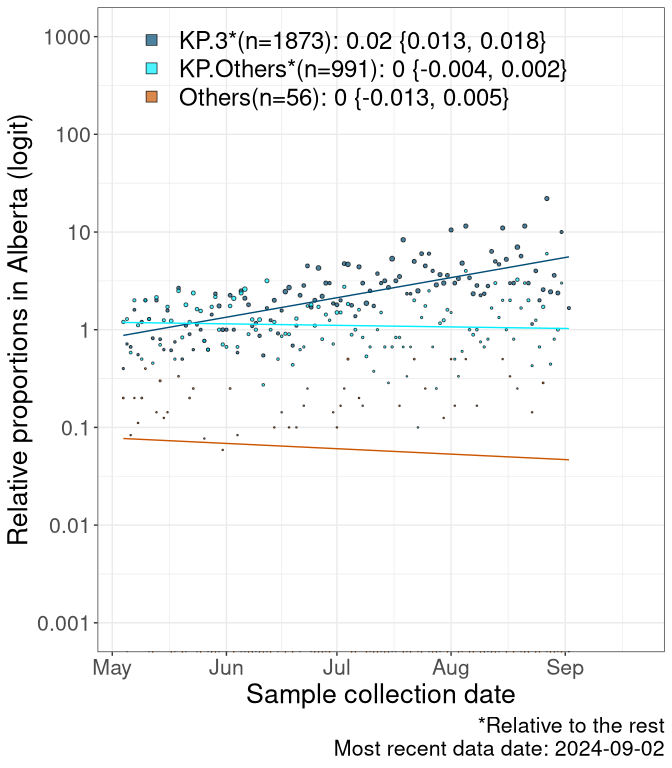 KP.3*(n=1873): 0.02 {0.013, 0.018}
KP.Others*(n=991): 0 {-0.004, 0.002}
Others(n=56): 0 {-0.013, 0.005}
Relative proportions in Alberta (logit)
1000
100
10
1
0.1
0.01
0.001
May Jun Jul Aug Sep
Sample collection date
*Relative to the rest
Most recent data date: 2024-09-02